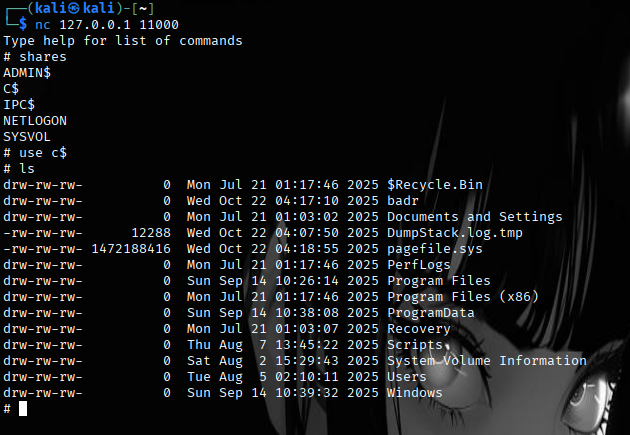 ┌──(kali㉿kali)-[~]
└─$ nc 127.0.0.1 11000
Type help for list of commands
# shares
ADMIN$
C$
IPC$
NETLOGON
SYSVOL
# use c$
# ls
drw-rw-rw-          0  Mon Jul 21 01:17:46 2025 $Recycle.Bin
drw-rw-rw-          0  Wed Oct 22 04:17:10 2025 badr
drw-rw-rw-          0  Mon Jul 21 01:03:02 2025 Documents and Settings
-rw-rw-rw-      12288  Wed Oct 22 04:07:50 2025 DumpStack.log.tmp
-rw-rw-rw- 1472188416  Wed Oct 22 04:18:55 2025 pagefile.sys
drw-rw-rw-          0  Mon Jul 21 01:17:46 2025 PerfLogs
drw-rw-rw-          0  Sun Sep 14 10:26:14 2025 Program Files
drw-rw-rw-          0  Mon Jul 21 01:17:46 2025 Program Files (x86)
drw-rw-rw-          0  Sun Sep 14 10:38:08 2025 ProgramData
drw-rw-rw-          0  Mon Jul 21 01:03:07 2025 Recovery
drw-rw-rw-          0  Thu Aug  7 13:45:22 2025 Scripts
drw-rw-rw-          0  Sat Aug  2 15:29:43 2025 System Volume Information
drw-rw-rw-          0  Tue Aug  5 02:10:11 2025 Users
drw-rw-rw-          0  Sun Sep 14 10:39:32 2025 Windows
#